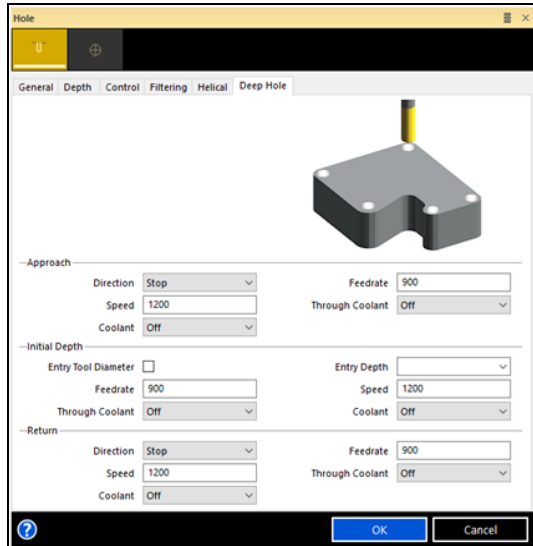 Hole
General Depth Control Filtering Helical Deep Hole
Approach
Direction Stop Feedrate 900
Speed 1200 Through Coolant Off
Coolant Off
Initial Depth
Entry Tool Diameter Entry Depth
Feedrate 900 Speed 1200
Through Coolant Off Coolant Off
Return
Direction Stop Feedrate 900
Speed 1200 Through Coolant Off
Coolant Off
? OK Cancel